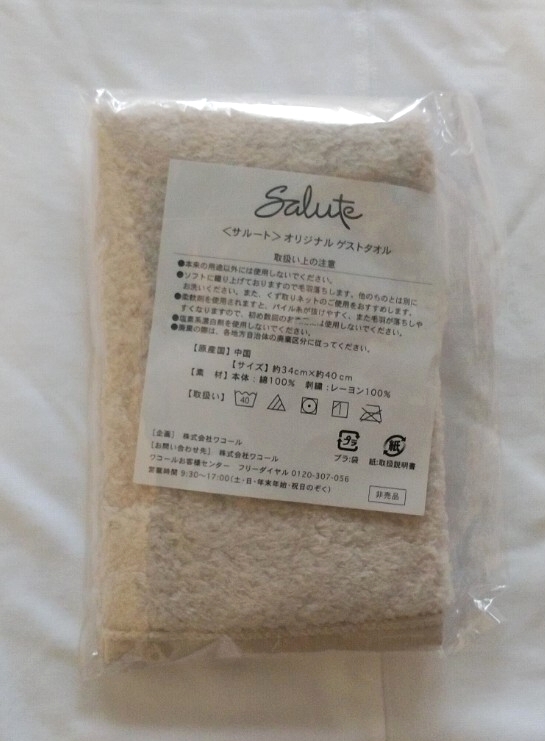 Salute
＜サルート＞オリジナル ゲストタオル
取扱い上の注意
●本来の用途以外には使用しないでください。
●ソフトに織り上げておりますので毛羽落ちします。他のものとは別に
お洗いください。また、くず取りネットのご使用をおすすめします。
●柔軟剤を使用されますと、パイル糸が抜けやすく、また毛羽が落ちしや
すくなりますので、初め数回のお は使用しないでください。
●塩素系漂白剤を使用しないでください。
●廃棄の際は、各地方自治体の廃棄区分に従ってください。
【原産国】中国
【サイズ】約34cm×約40cm
【素 材】本体：綿100% 刺繍：レーヨン100%
【取扱い】 40
プラ
プラ:袋
紙
紙:取扱説明書
［企画］ 株式会社ワコール
［お問い合わせ先］ 株式会社ワコール
ワコールお客様センター フリーダイヤル 0120-307-056
営業時間 9:30～17:00(土・日・年末年始・祝日のぞく)
非売品